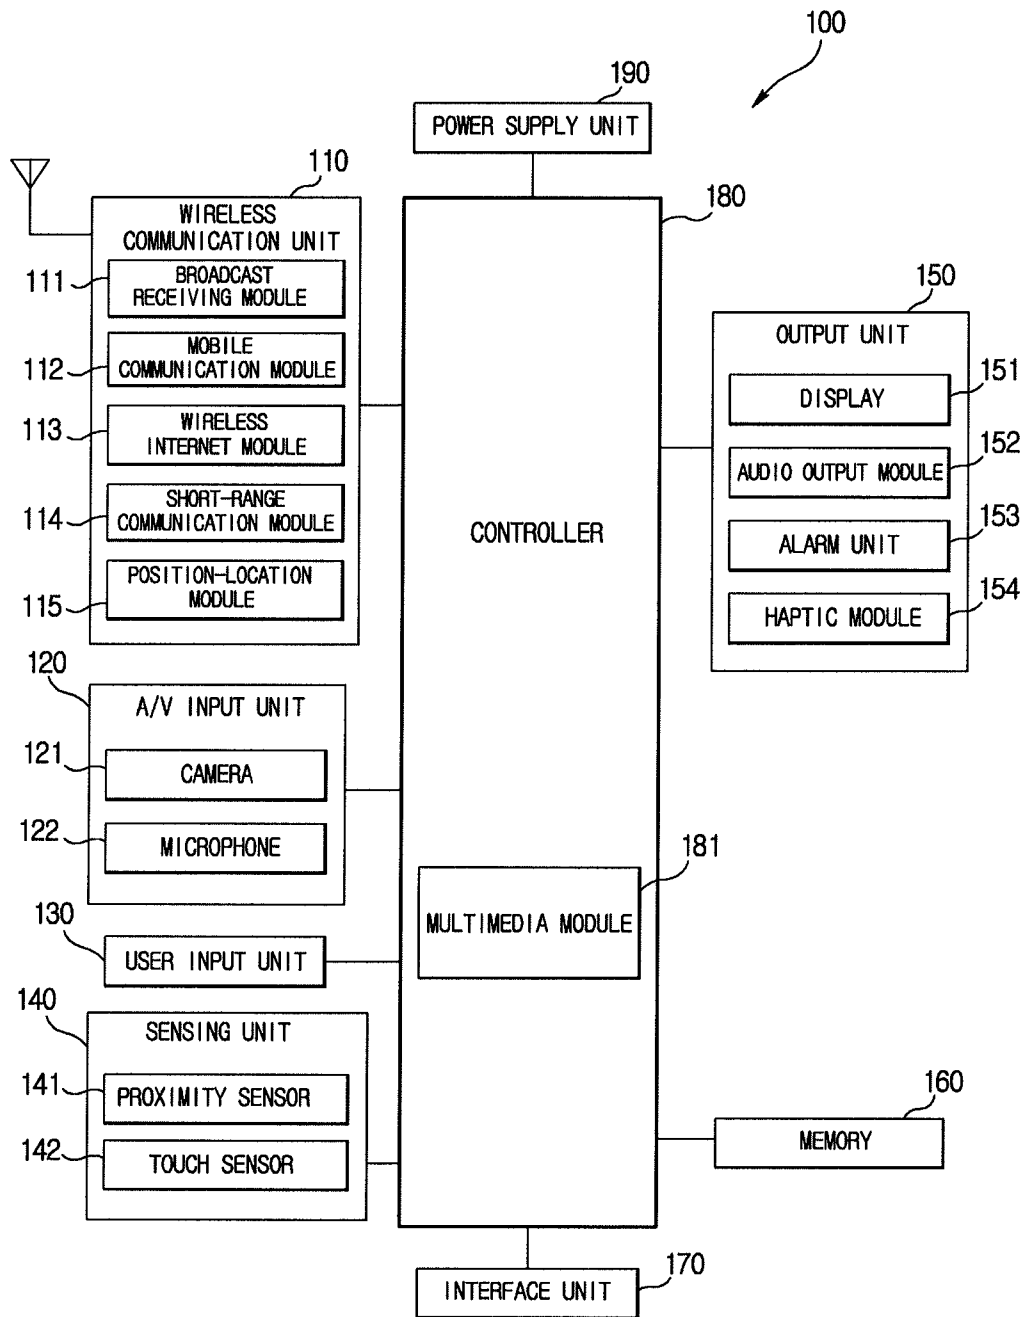 100
190
POWER SUPPLY UNIT
110
WIRELESS
COMMUNICATION UNIT
111
BROADCAST
RECEIVING MODULE
112
MOBILE
COMMUNICATION MODULE
113
WIRELESS
INTERNET MODULE
114
SHORT-RANGE
COMMUNICATION MODULE
115
POSITION-LOCATION
MODULE
120
A/V INPUT UNIT
121
CAMERA
122
MICROPHONE
130
USER INPUT UNIT
140
SENSING UNIT
141
PROXIMITY SENSOR
142
TOUCH SENSOR
180
CONTROLLER
181
MULTIMEDIA MODULE
150
OUTPUT UNIT
151
DISPLAY
152
AUDIO OUTPUT MODULE
153
ALARM UNIT
154
HAPTIC MODULE
160
MEMORY
170
INTERFACE UNIT